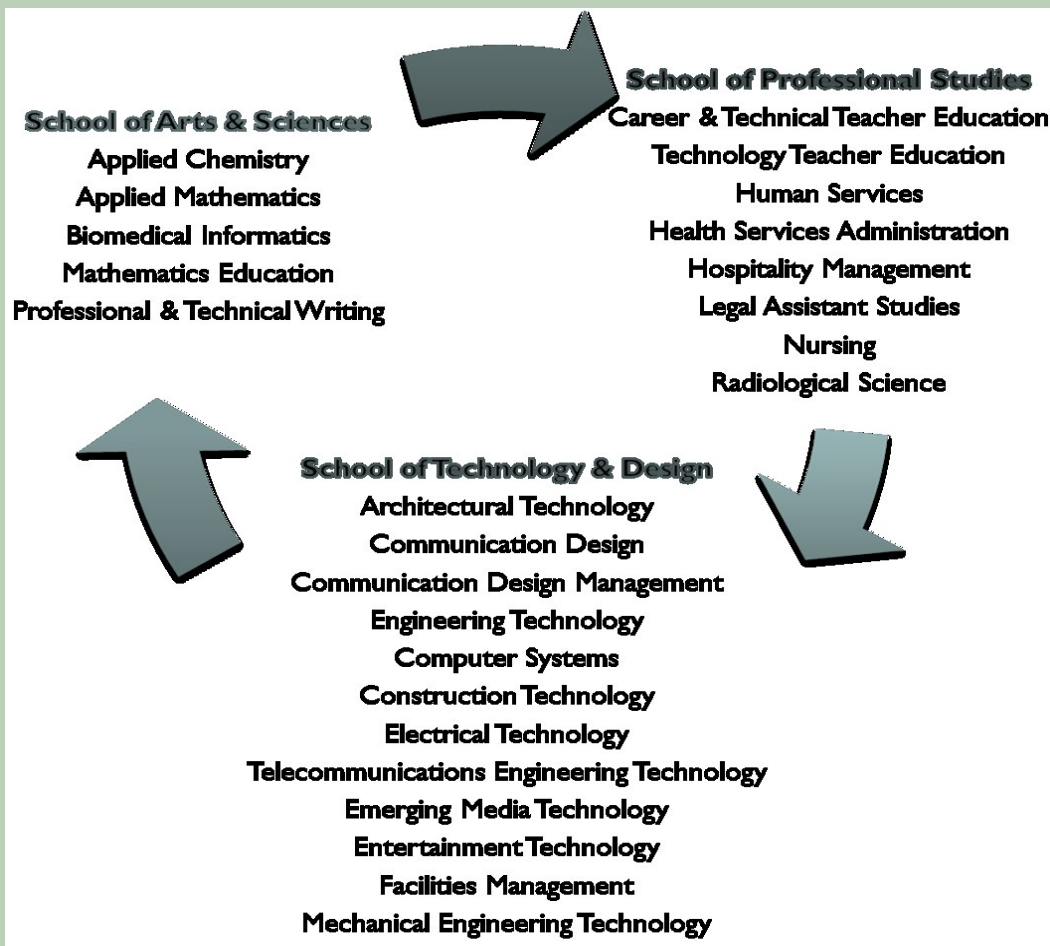 School of Arts & Sciences
Applied Chemistry
Applied Mathematics
Biomedical Informatics
Mathematics Education
Professional & Technical Writing
School of Professional Studies
Career & Technical Teacher Education
Technology Teacher Education
Human Services
Health Services Administration
Hospitality Management
Legal Assistant Studies
Nursing
Radiological Science
School of Technology & Design
Architectural Technology
Communication Design
Communication Design Management
Engineering Technology
Computer Systems
Construction Technology
Electrical Technology
Telecommunications Engineering Technology
Emerging Media Technology
Entertainment Technology
Facilities Management
Mechanical Engineering Technology